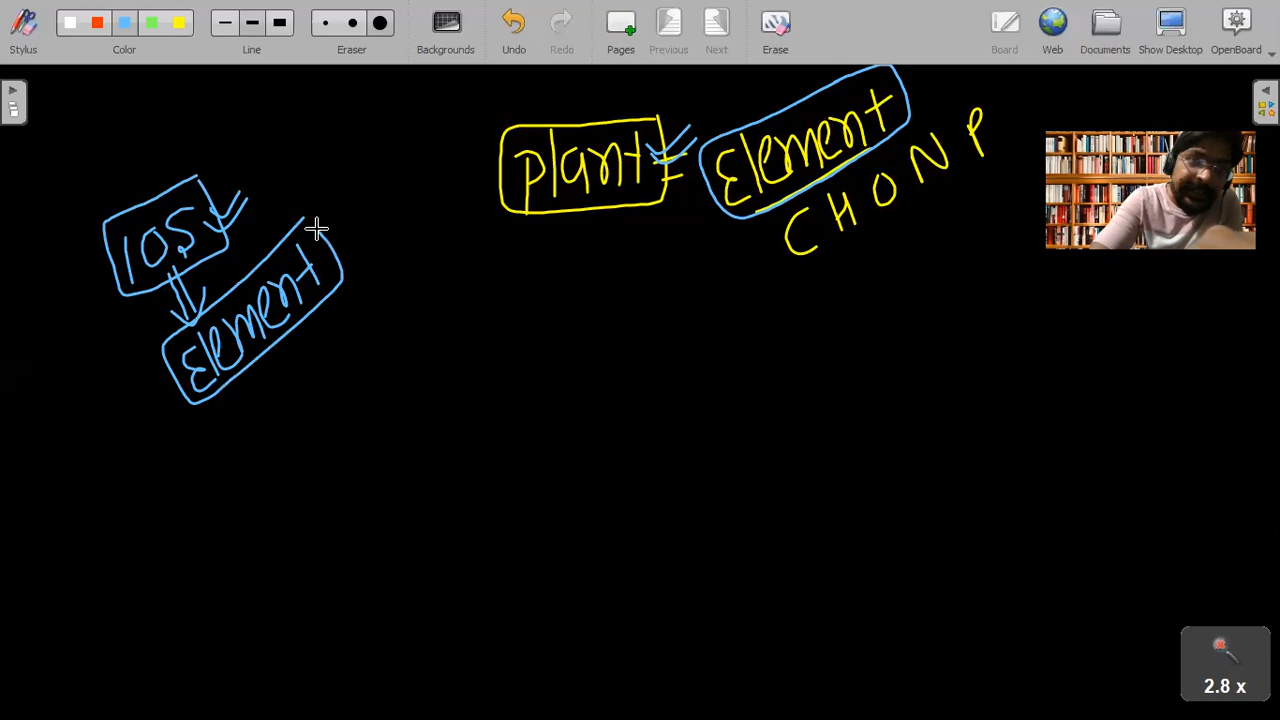 Stylus
Color
Line
Eraser
Backgrounds
Undo
Redo
Pages
Previous
Next
Erase
Board
Web
Documents
Show Desktop
OpenBoard
plant
Element
C H O N P
105
Element
2.8 x